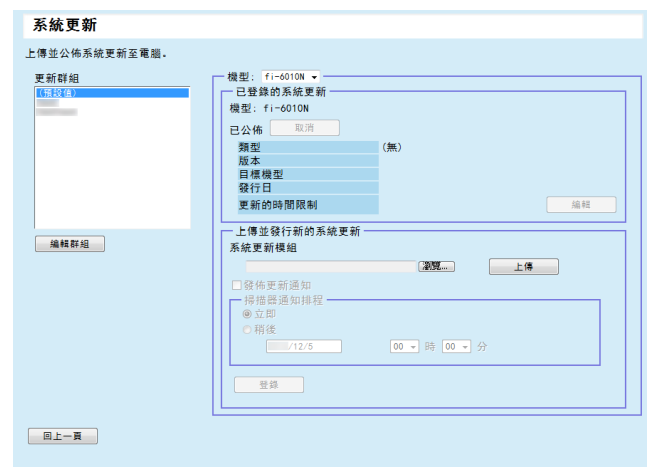 系統更新
上傳並公佈系統更新至電腦。
更新群組
(預設值)
編輯群組
機型: fi-6010N
已登錄的系統更新
機型: fi-6010N
已公佈 取消
類型 (無)
版本
目標機型
發行日
更新的時間限制 編輯
上傳並發行新的系統更新
系統更新模組
瀏覽... 上傳
發佈更新通知
掃描器通知排程
立即
稍後
/12/5 00 時 00 分
登錄
回上一頁